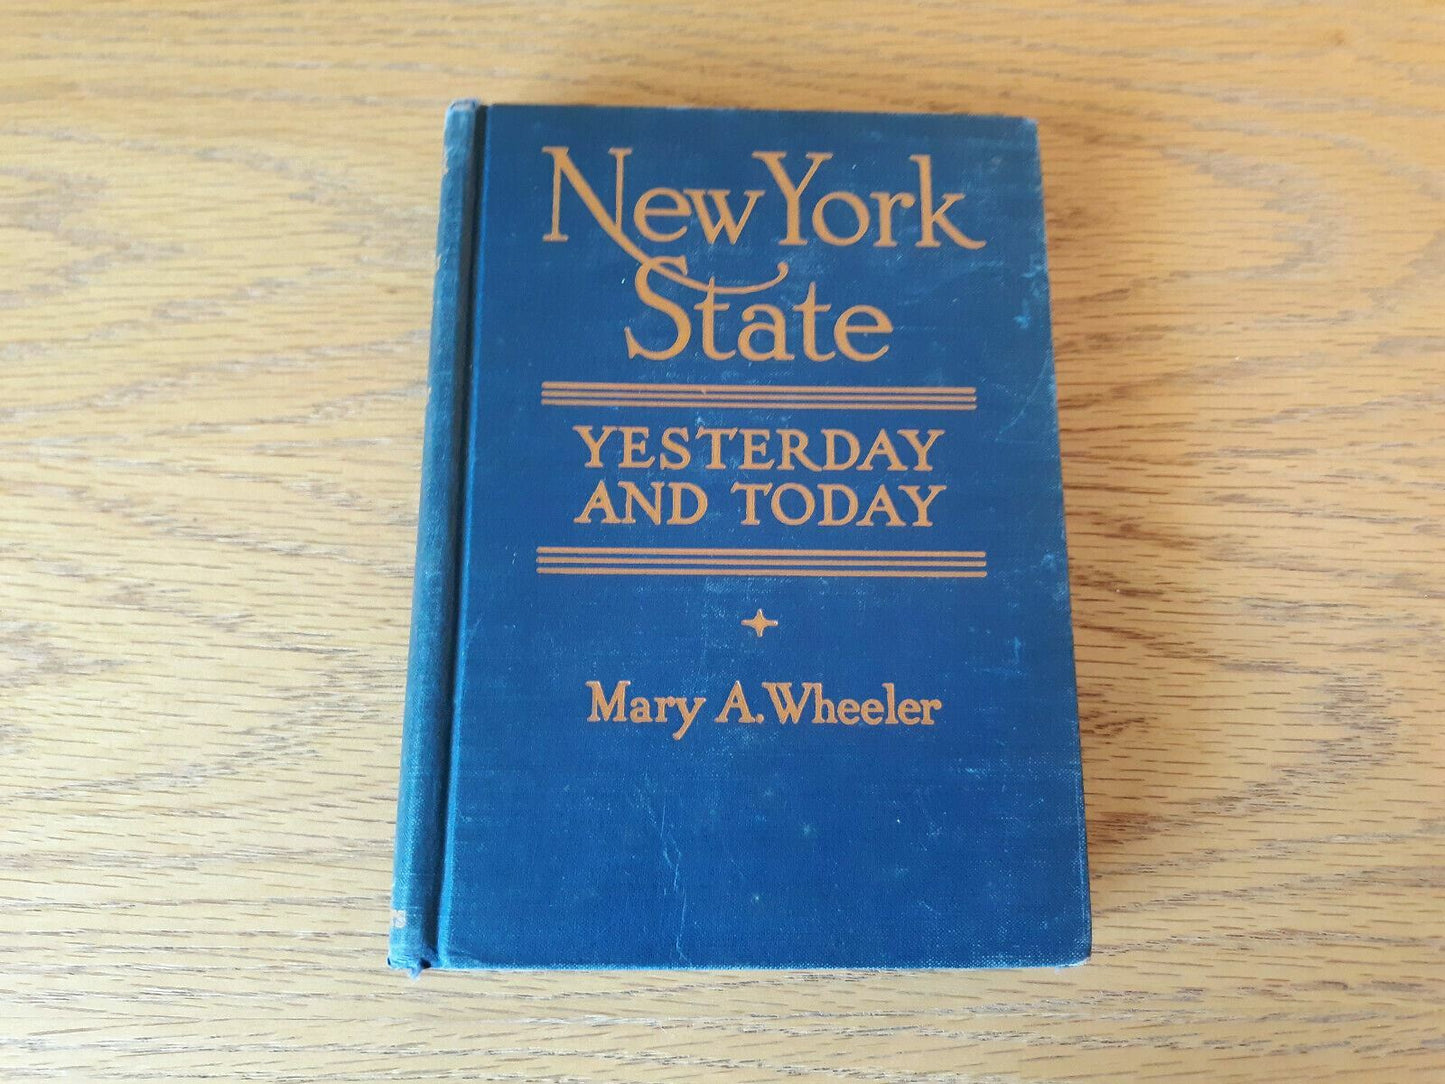 New York
State
YESTERDAY
AND TODAY
Mary A. Wheeler